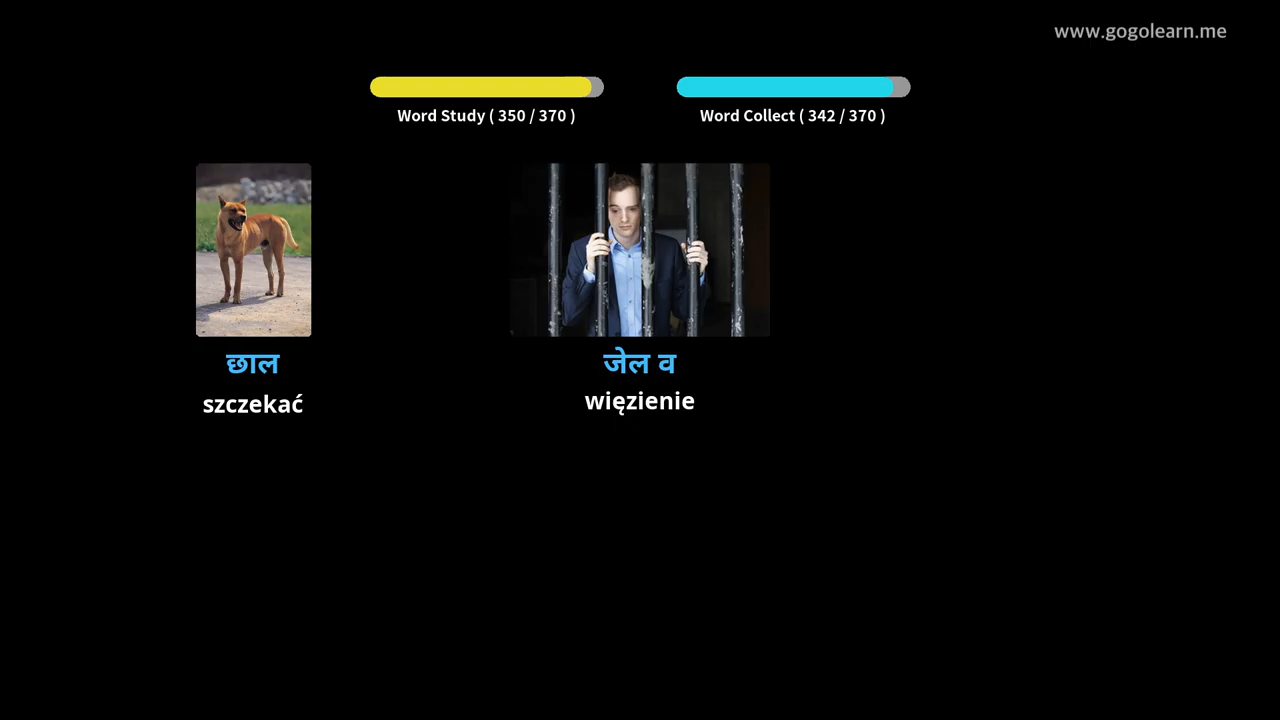 www.gogolearn.me
Word Study ( 350 / 370 )
Word Collect ( 342 / 370 )
छाल
जेल व
szczekać
więzienie